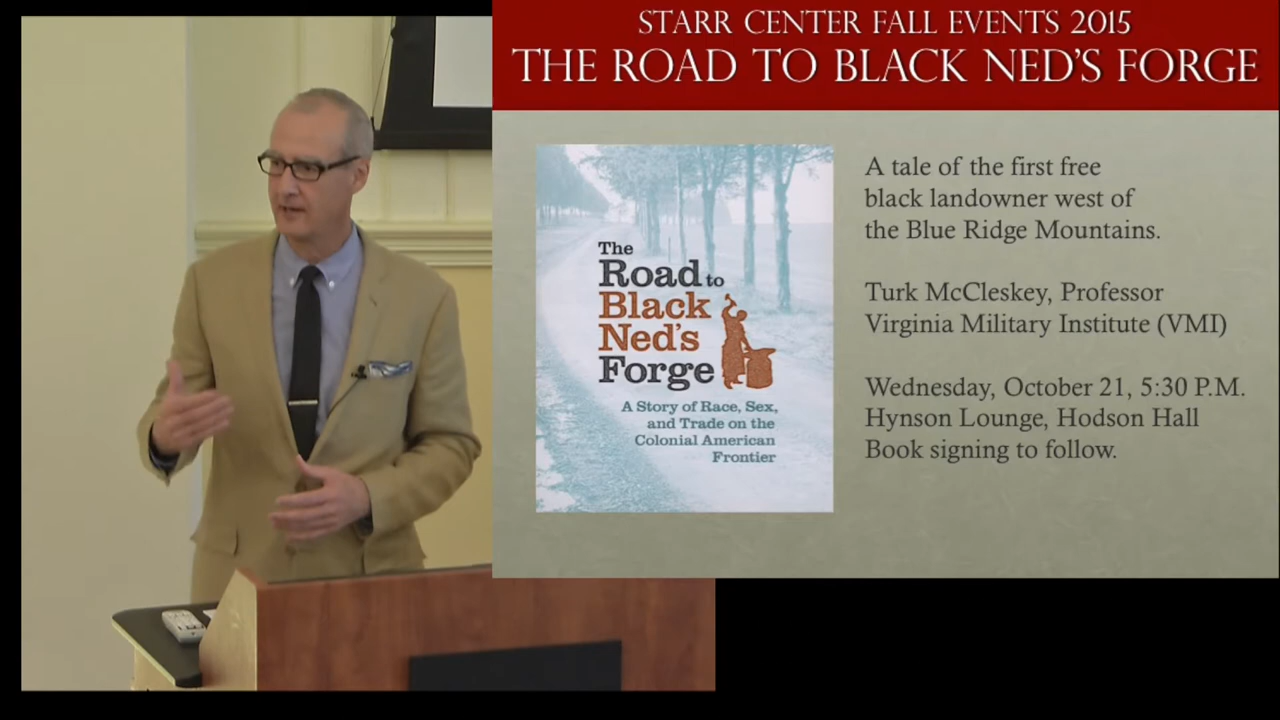 STARR CENTER FALL EVENTS 2015
THE ROAD TO BLACK NED'S FORGE
The
Road to
Black
Ned's
Forge
A Story of Race, Sex,
and Trade on the
Colonial American
Frontier
A tale of the first free
black landowner west of
the Blue Ridge Mountains.
Turk McCleskey, Professor
Virginia Military Institute (VMI)
Wednesday, October 21, 5:30 P.M.
Hynson Lounge, Hodson Hall
Book signing to follow.